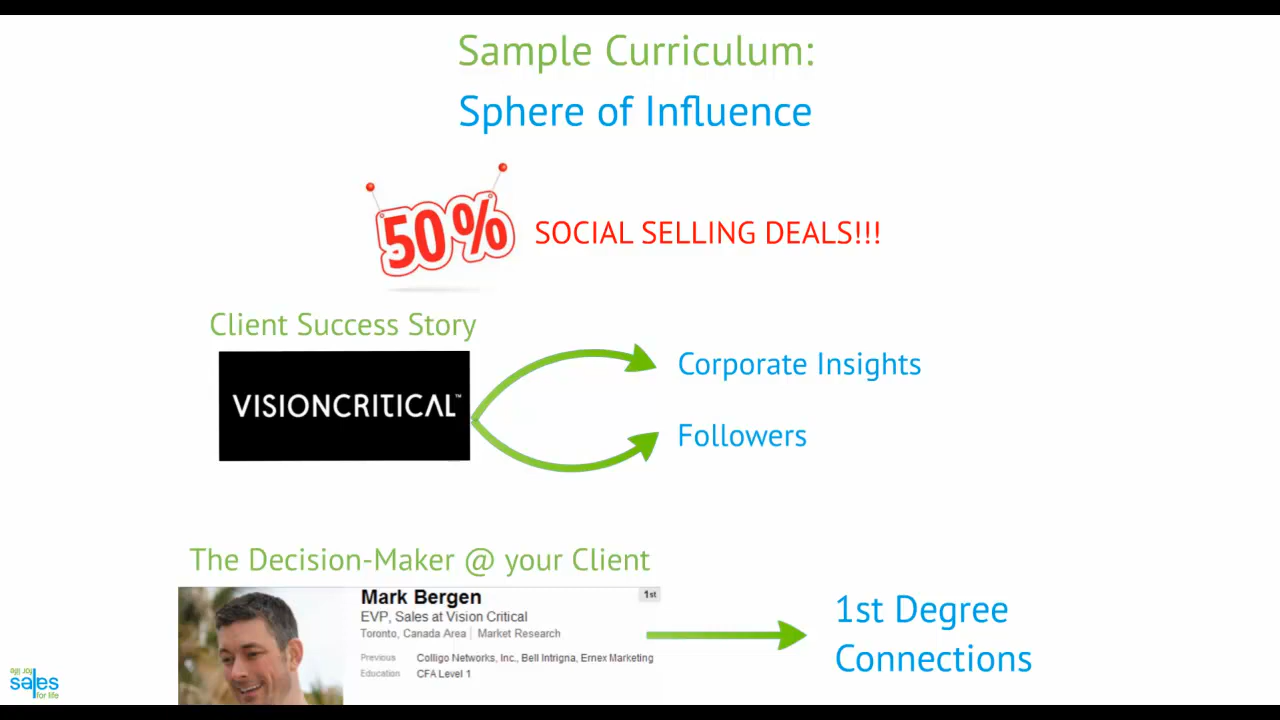 Sample Curriculum:
Sphere of Influence
50% SOCIAL SELLING DEALS!!!
Client Success Story
VISIONCRITICAL™
Corporate Insights
Followers
The Decision-Maker @ your Client
Mark Bergen 1st
EVP, Sales at Vision Critical
Toronto, Canada Area | Market Research
Previous Colligo Networks, Inc., Bell Intrigna, Ernex Marketing
Education CFA Level 1
1st Degree
Connections
sales
for life